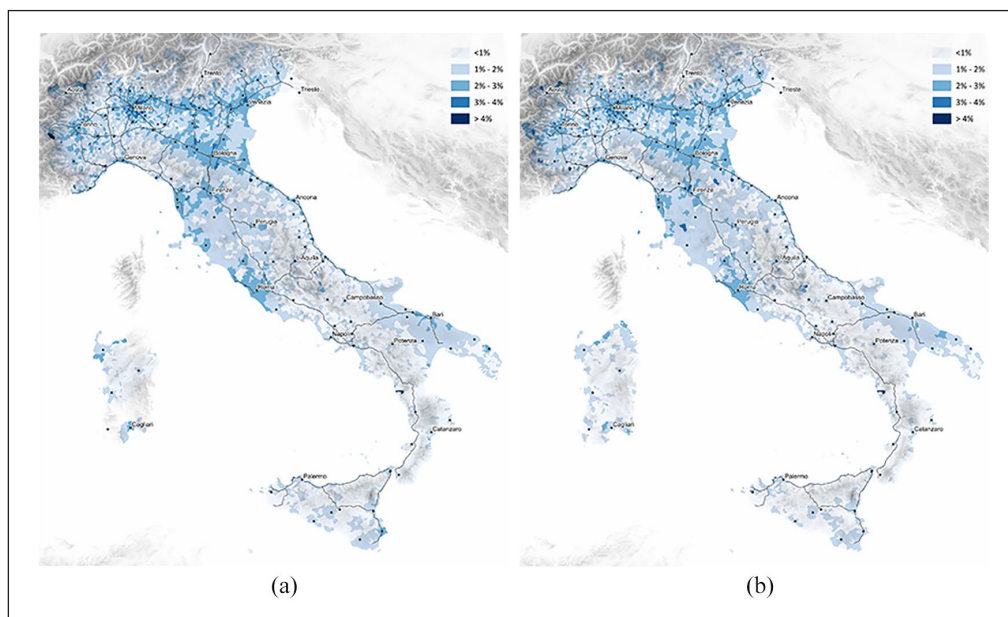 <1%
1% - 2%
2% - 3%
3% - 4%
> 4%
Trento
Aosta
Trieste
Milano
Venezia
Torino
Genova
Bologna
Firenze
Ancona
Perugia
L'Aquila
Roma
Campobasso
Bari
Napoli
Potenza
Cagliari
Catanzaro
Palermo
(a)
<1%
1% - 2%
2% - 3%
3% - 4%
> 4%
Trento
Aosta
Trieste
Milano
Venezia
Torino
Genova
Bologna
Firenze
Ancona
Perugia
L'Aquila
Roma
Campobasso
Bari
Napoli
Potenza
Cagliari
Catanzaro
Palermo
(b)